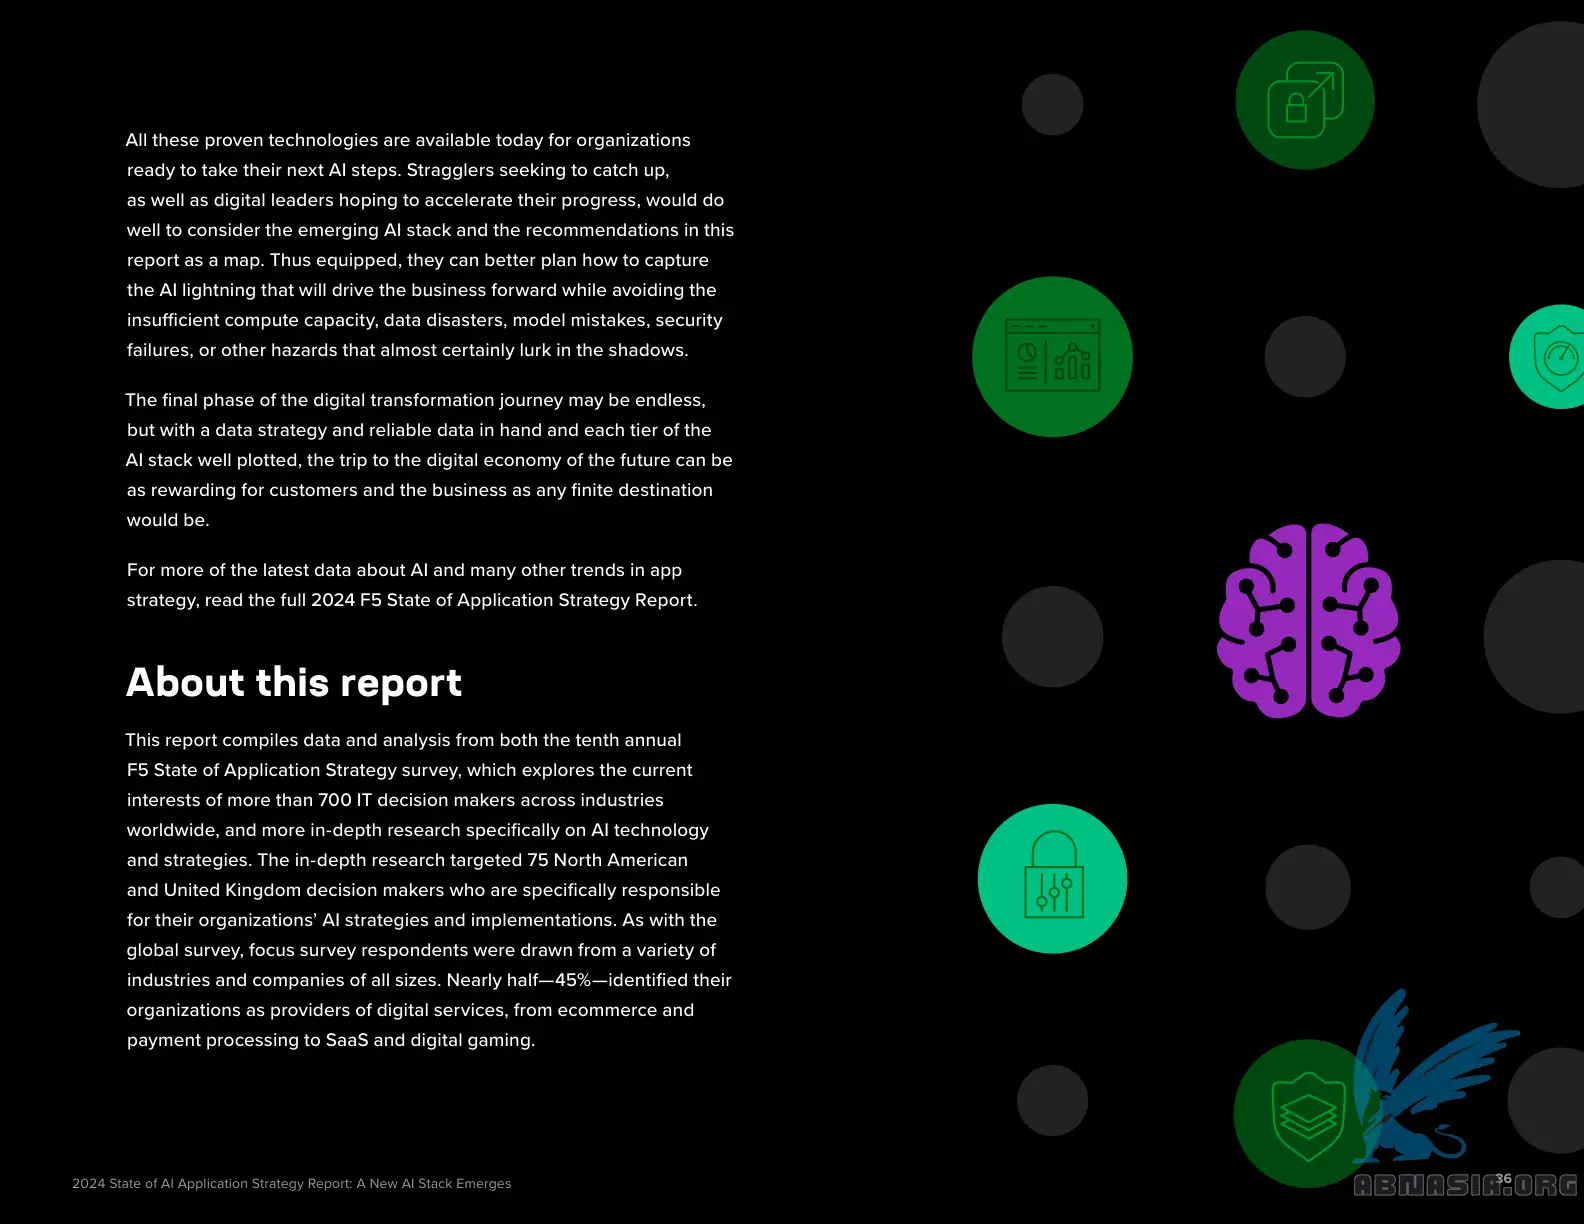 All these proven technologies are available today for organizations
ready to take their next AI steps. Stragglers seeking to catch up,
as well as digital leaders hoping to accelerate their progress, would do
well to consider the emerging AI stack and the recommendations in this
report as a map. Thus equipped, they can better plan how to capture
the AI lightning that will drive the business forward while avoiding the
insufficient compute capacity, data disasters, model mistakes, security
failures, or other hazards that almost certainly lurk in the shadows.
The final phase of the digital transformation journey may be endless,
but with a data strategy and reliable data in hand and each tier of the
AI stack well plotted, the trip to the digital economy of the future can be
as rewarding for customers and the business as any finite destination
would be.
For more of the latest data about AI and many other trends in app
strategy, read the full 2024 F5 State of Application Strategy Report.
About this report
This report compiles data and analysis from both the tenth annual
F5 State of Application Strategy survey, which explores the current
interests of more than 700 IT decision makers across industries
worldwide, and more in-depth research specifically on AI technology
and strategies. The in-depth research targeted 75 North American
and United Kingdom decision makers who are specifically responsible
for their organizations’ AI strategies and implementations. As with the
global survey, focus survey respondents were drawn from a variety of
industries and companies of all sizes. Nearly half—45%—identified their
organizations as providers of digital services, from ecommerce and
payment processing to SaaS and digital gaming.
2024 State of AI Application Strategy Report: A New AI Stack Emerges
36
ABNASIA.ORG